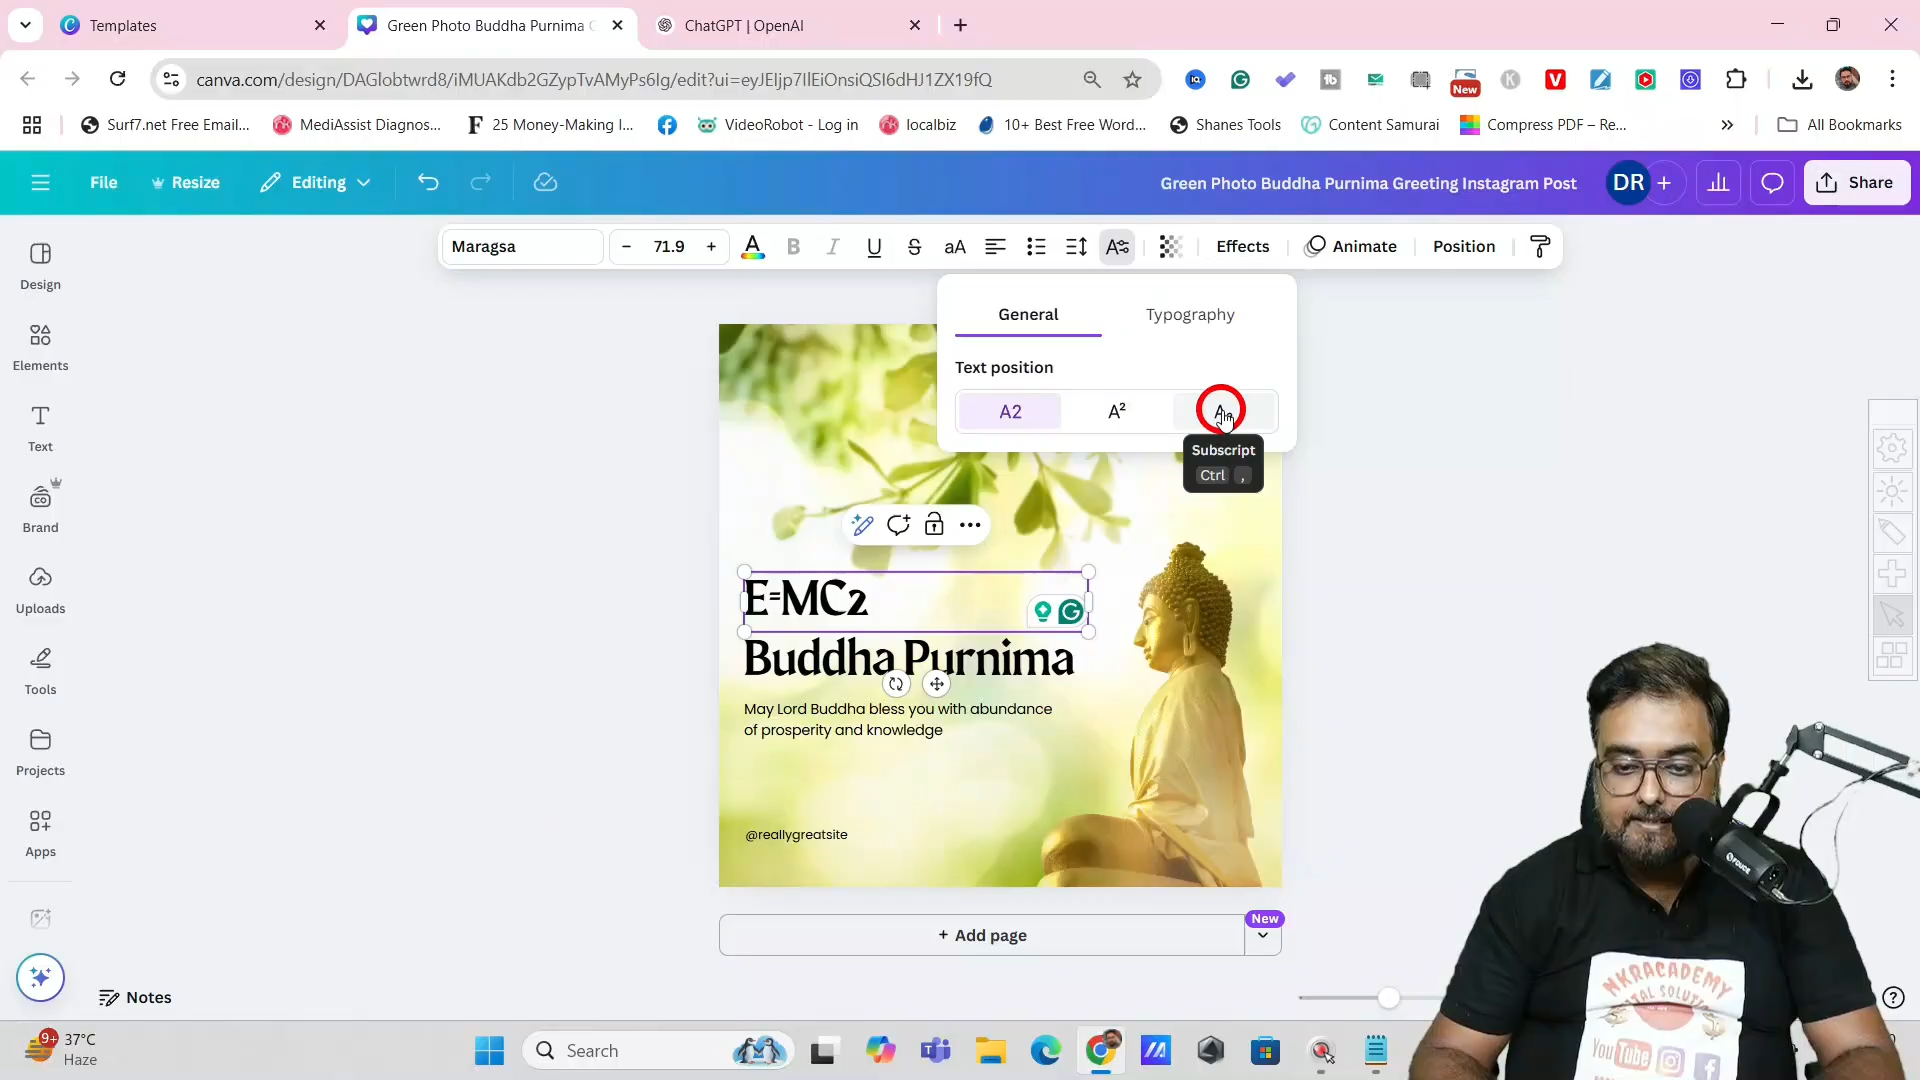 Templates
Green Photo Buddha Purnima G
ChatGPT | OpenAI
canva.com/design/DAGlobtwrd8/iMUAKdb2GZypTvAMyPs6Ig/edit?ui=eyJEIjp7IlEiOnsiQSI6dHJ1ZX19fQ
New
Surf7.net Free Email...
MediAssist Diagnos...
25 Money-Making I...
VideoRobot - Log in
localbiz
10+ Best Free Word...
Shanes Tools
Content Samurai
Compress PDF – Re...
All Bookmarks
File
Resize
Editing
Green Photo Buddha Purnima Greeting Instagram Post
DR
Share
Maragsa
– 71.9 +
A
B
I
U
S
aA
Effects
Animate
Position
Design
Elements
Text
Brand
Uploads
Tools
Projects
Apps
General
Typography
Text position
A2
A²
Subscript
Ctrl ,
E=MC2
Buddha Purnima
May Lord Buddha bless you with abundance
of prosperity and knowledge
@reallygreatsite
+ Add page
New
Notes
NKRACADEMY
YouTube
9+
37°C
Haze
Search